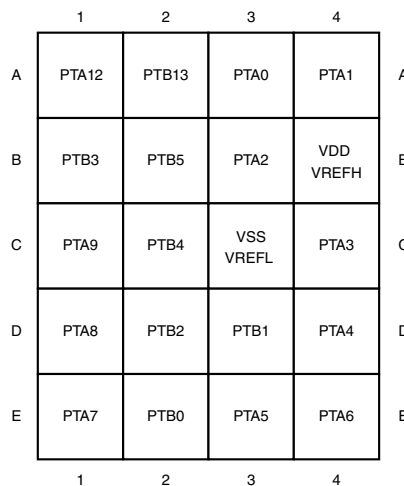 1 2 3 4
A PTA12 PTB13 PTA0 PTA1 A
B PTB3 PTB5 PTA2 VDD VREFH B
C PTA9 PTB4 VSS VREFL PTA3 C
D PTA8 PTB2 PTB1 PTA4 D
E PTA7 PTB0 PTA5 PTA6 E
1 2 3 4